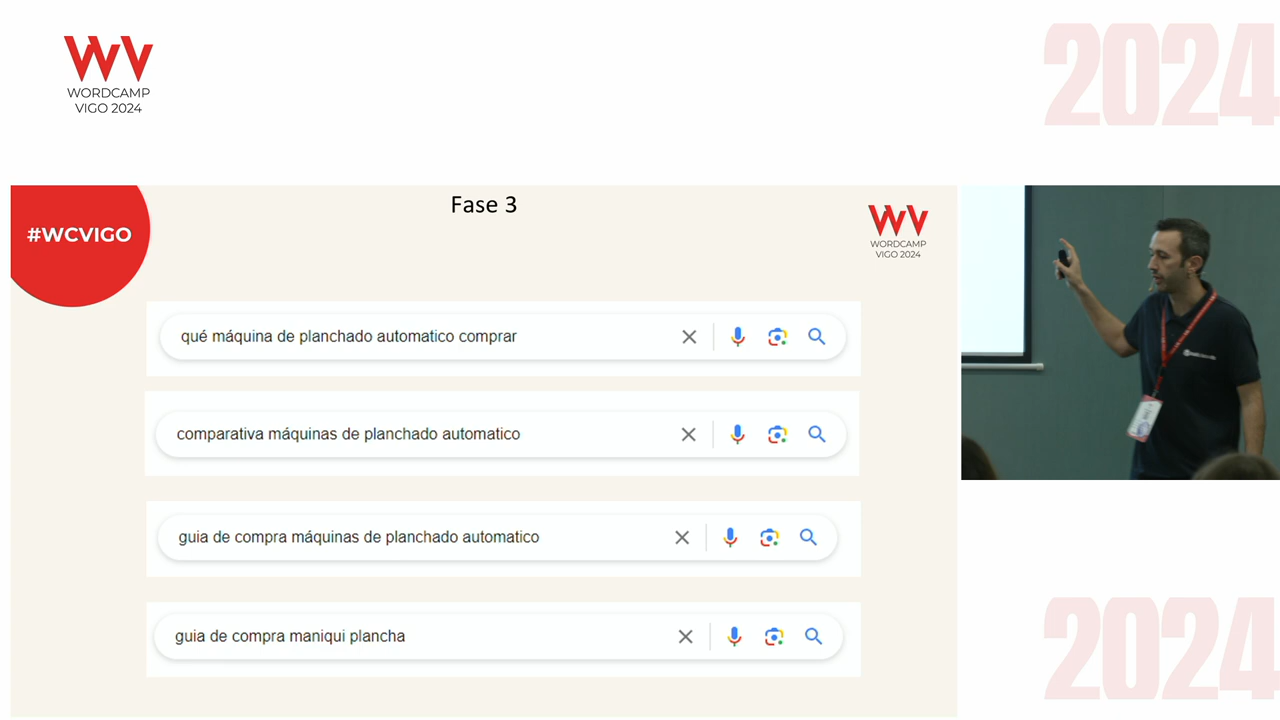 WORDCAMP
VIGO 2024
2024
#WCVIGO
Fase 3
WORDCAMP
VIGO 2024
qué máquina de planchado automatico comprar
comparativa máquinas de planchado automatico
guia de compra máquinas de planchado automatico
guia de compra maniqui plancha
2024